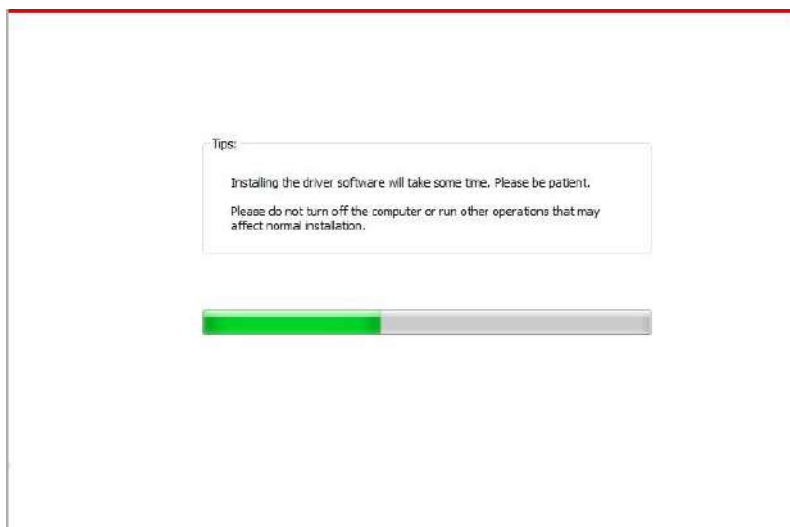 Tips:
Installing the driver software will take some time. Please be patient.
Please do not turn off the computer or run other operations that may
affect normal installation.